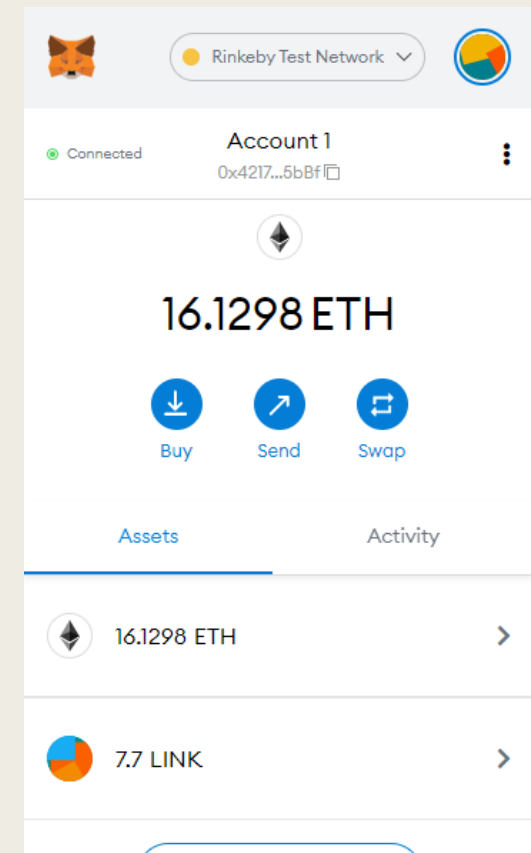 Rinkeby Test Network
Connected
Account 1
0x4217...5bBf
16.1298 ETH
Buy Send Swap
Assets Activity
16.1298 ETH
7.7 LINK